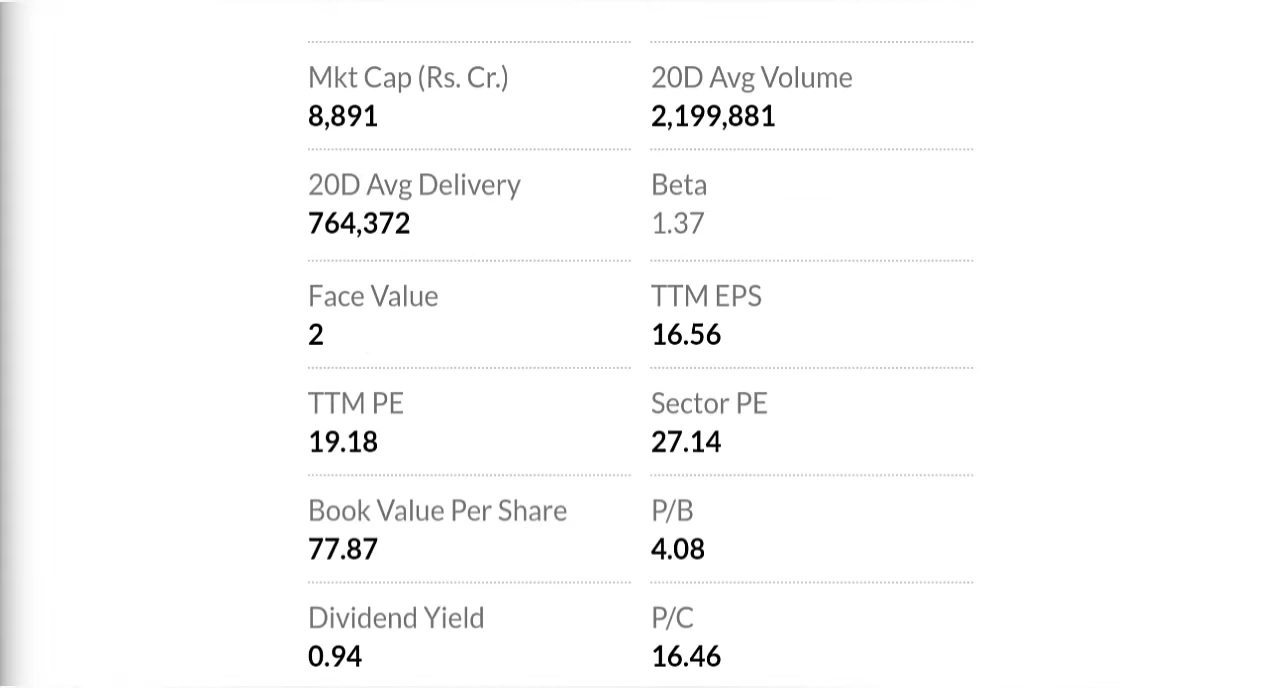 Mkt Cap (Rs. Cr.)
8,891
20D Avg Volume
2,199,881
20D Avg Delivery
764,372
Beta
1.37
Face Value
2
TTM EPS
16.56
TTM PE
19.18
Sector PE
27.14
Book Value Per Share
77.87
P/B
4.08
Dividend Yield
0.94
P/C
16.46